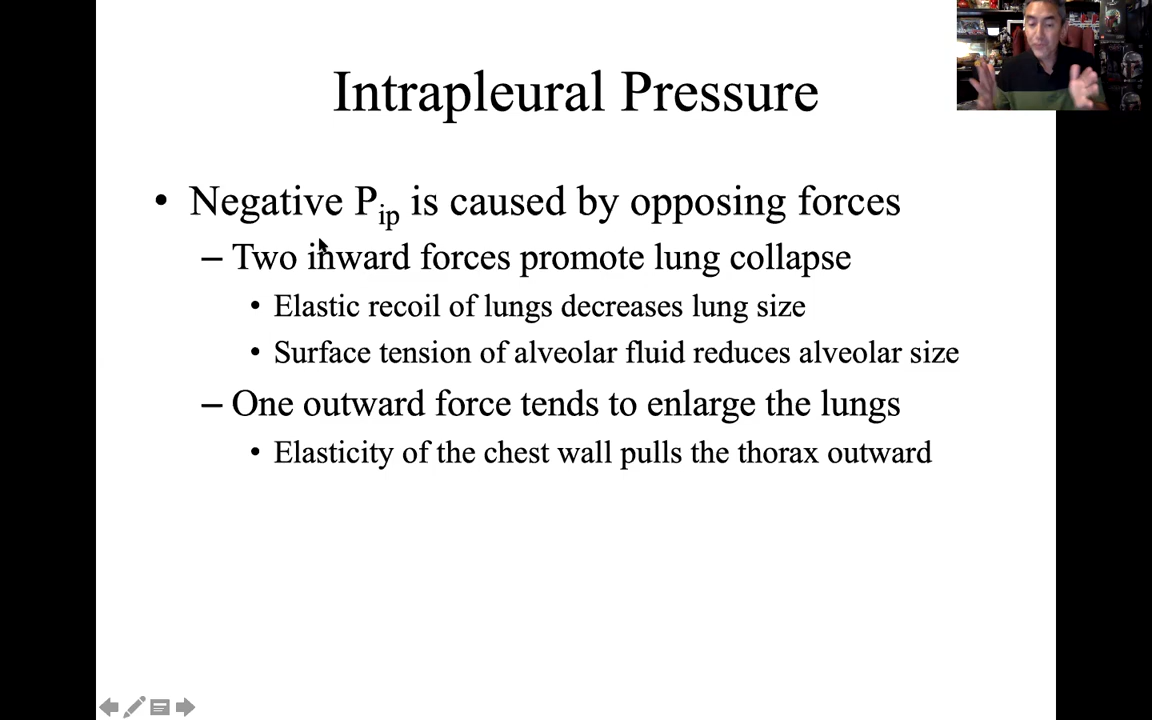 Intrapleural Pressure
• Negative Pip is caused by opposing forces
– Two inward forces promote lung collapse
• Elastic recoil of lungs decreases lung size
• Surface tension of alveolar fluid reduces alveolar size
– One outward force tends to enlarge the lungs
• Elasticity of the chest wall pulls the thorax outward